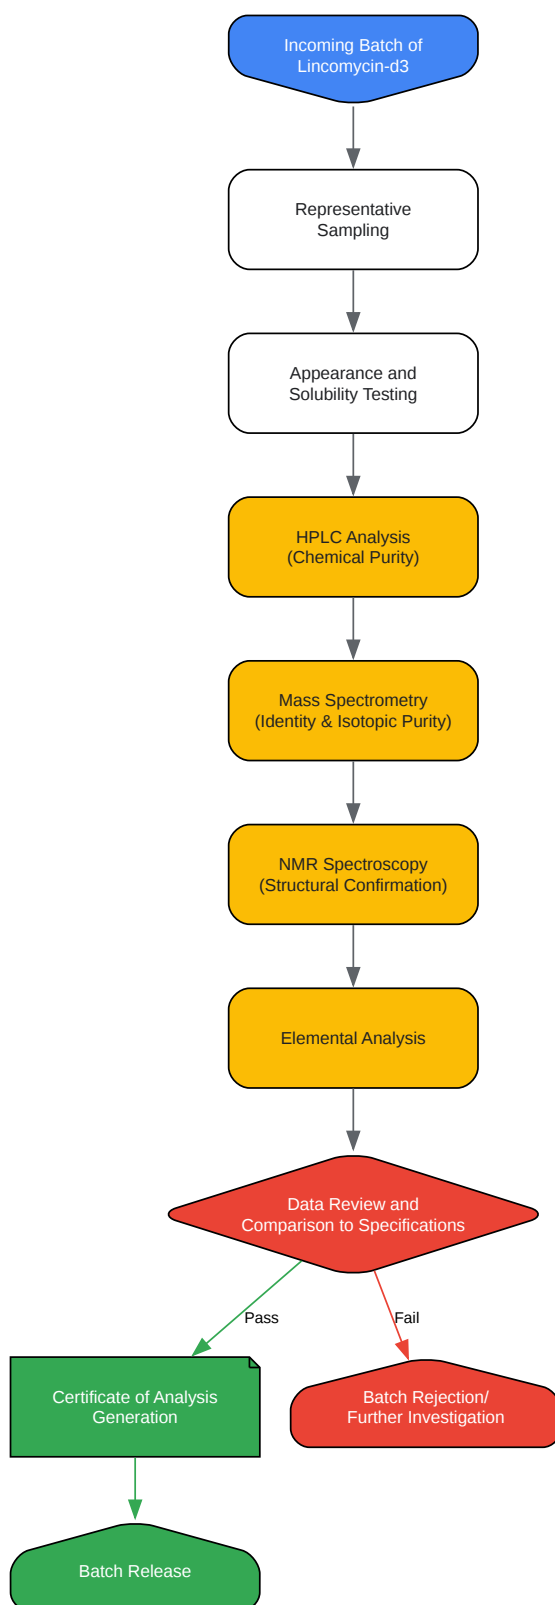 Incoming Batch of
Lincomycin-d3
Representative
Sampling
Appearance and
Solubility Testing
HPLC Analysis
(Chemical Purity)
Mass Spectrometry
(Identity & Isotopic Purity)
NMR Spectroscopy
(Structural Confirmation)
Elemental Analysis
Data Review and
Comparison to Specifications
Pass
Fail
Certificate of Analysis
Generation
Batch Rejection/
Further Investigation
Batch Release